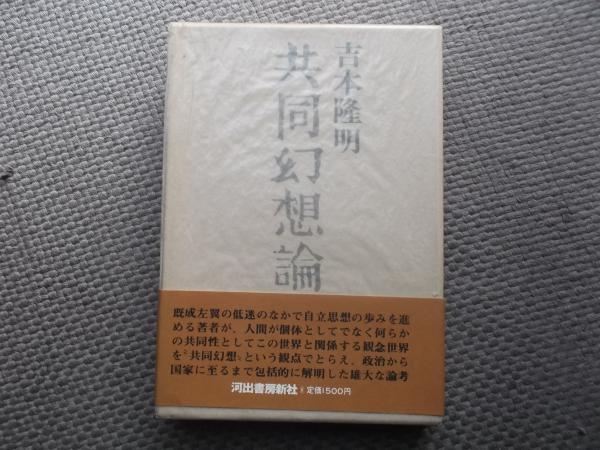 吉本隆明
共同幻想論
既成左翼の低迷のなかで自立思想の歩みを進
める著者が、人間が個体としてでなく何らか
の共同性としてこの世界と関係する観念世界
を〝共同幻想〟という観点でとらえ、政治から
国家に至るまで包括的に解明した雄大な論考
河出書房新社 定価1500円